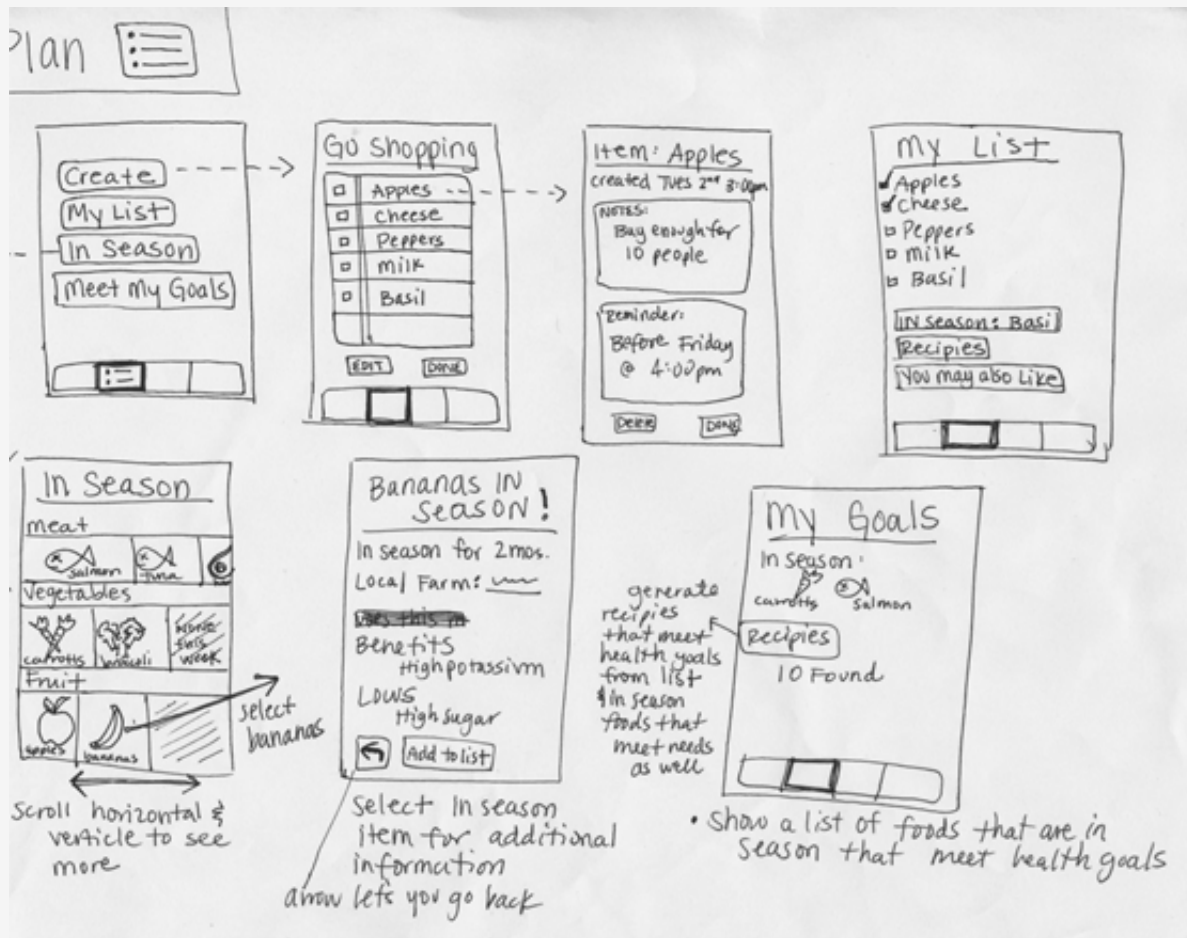 Plan
Create
My List
In Season
Meet My Goals
Go Shopping
Apples
Cheese
Peppers
milk
Basil
EDIT
DONE
Item: Apples
Created Tues 2nd 3:00pm
NOTES:
Buy enough for
10 people
Reminder:
Before Friday
@ 4:00pm
Delete
DONE
My List
Apples
Cheese
Peppers
milk
Basil
IN season: Basi
Recipies
You may also Like
In Season
meat
salmon
tuna
Vegetables
carrotts
brocoli
NONE
this
week
Fruit
apples
bananas
select
bananas
Scroll horizontal &
verticle to see
more
Bananas IN
SEASON!
In season for 2mos.
Local Farm:
Benefits
High potassium
Lows
High sugar
Add to list
Select In season
item for additional
information
arrow lets you go back
My Goals
In season:
carrotts
Salmon
Recipies
10 Found
generate
recipies
that meet
health goals
from list
& in season
foods that
meet needs
as well
• Show a list of foods that are in
season that meet health goals